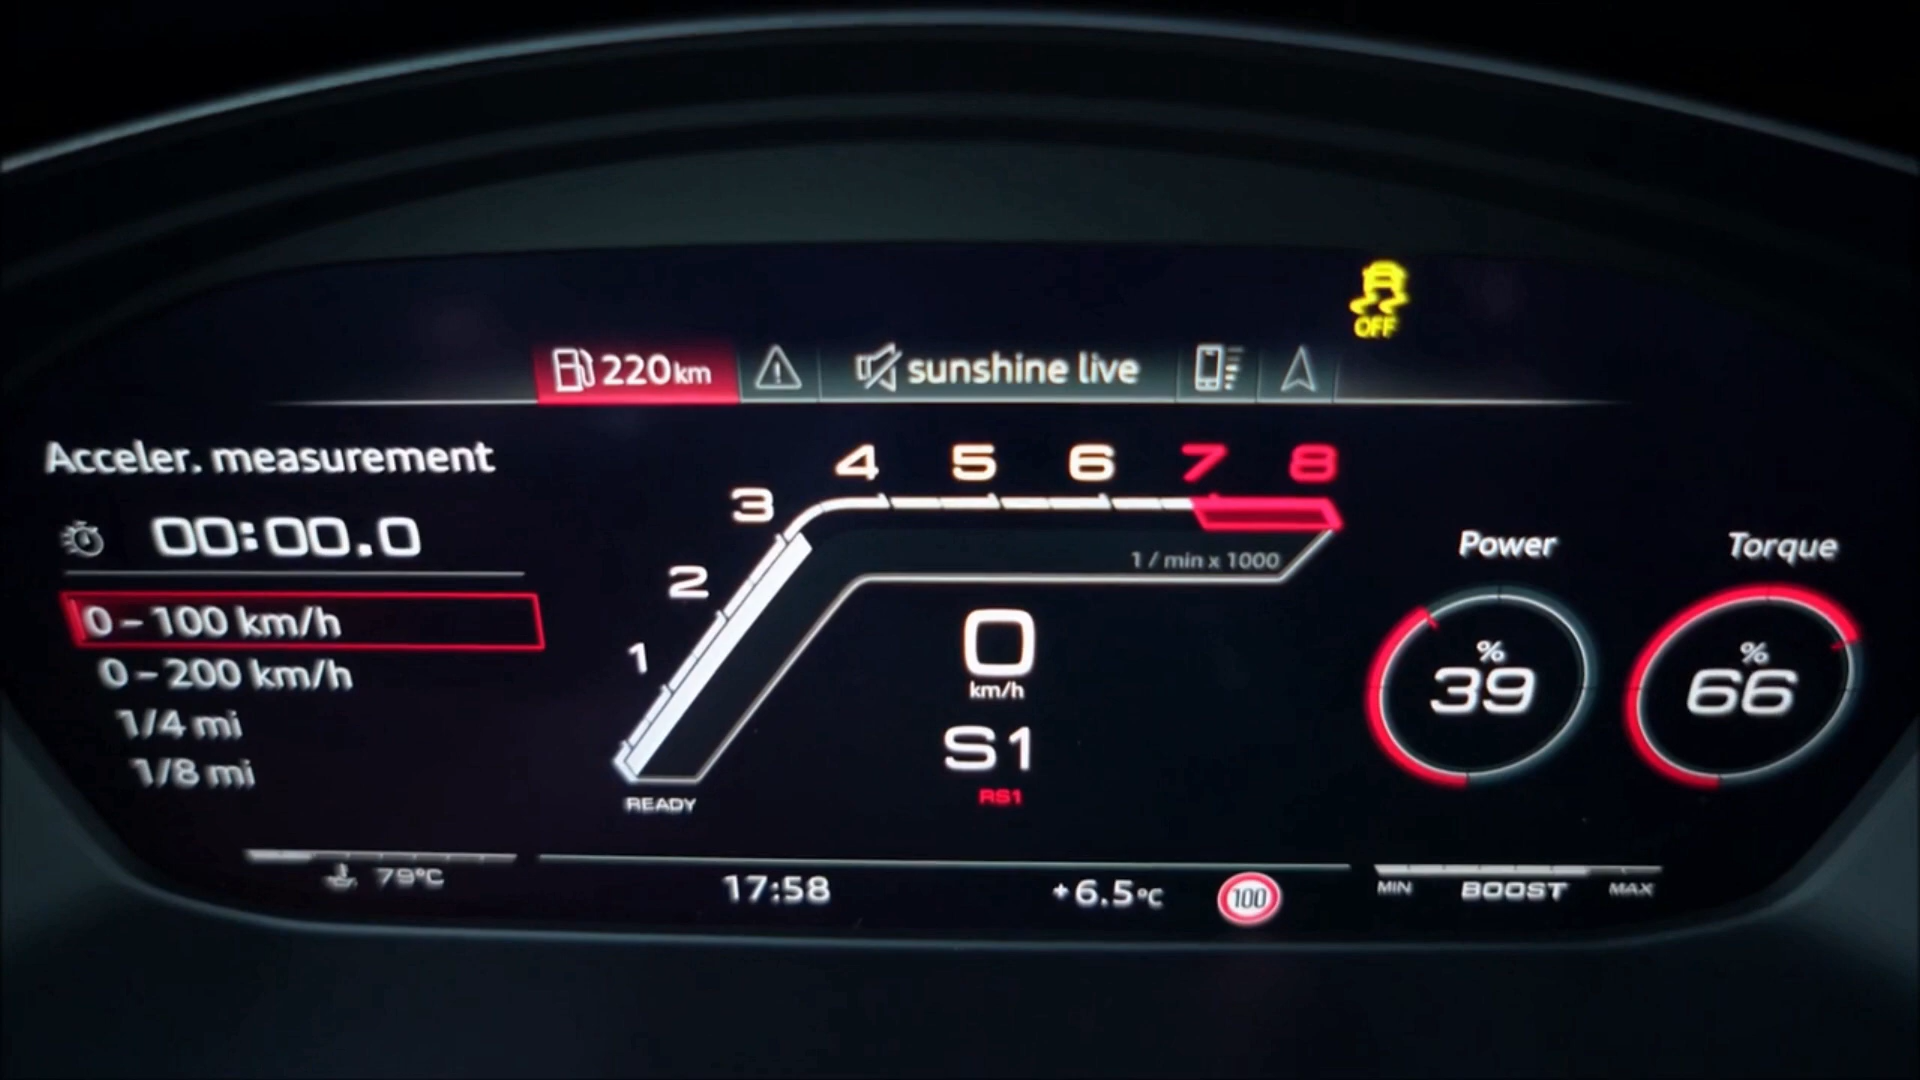 OFF
220 km
sunshine live
Acceler. measurement
00:00.0
0 – 100 km/h
0 – 200 km/h
1/4 mi
1/8 mi
1 2 3 4 5 6 7 8
1 / min x 1000
0
km/h
S1
RS1
READY
Power
% 39
Torque
% 66
79°C
17:58
+6.5°C
100
MIN BOOST MAX